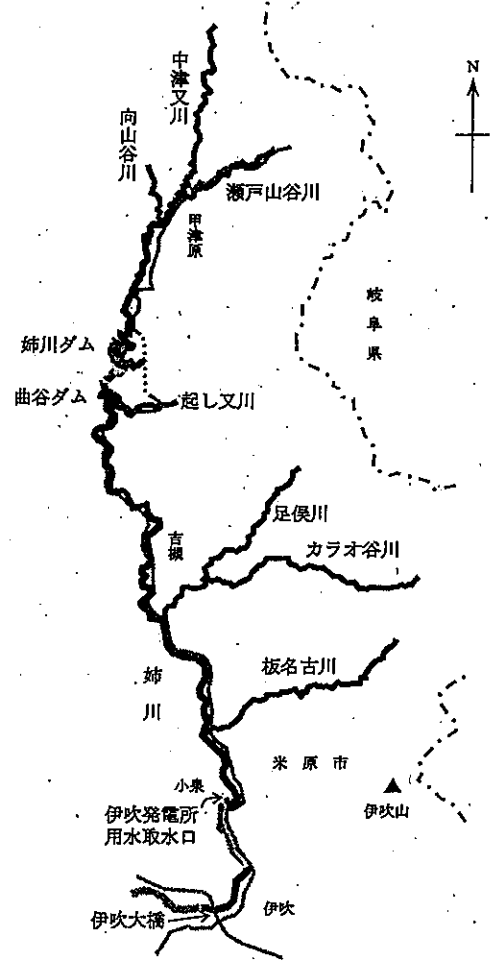 N
中津又川
向山谷川
瀬戸山谷川
甲津原
岐阜県
姉川ダム
曲谷ダム
起し又川
足俣川
吉槻
カラオ谷川
板名古川
姉川
米原市
小泉
伊吹山
伊吹発電所
用水取水口
伊吹
伊吹大橋